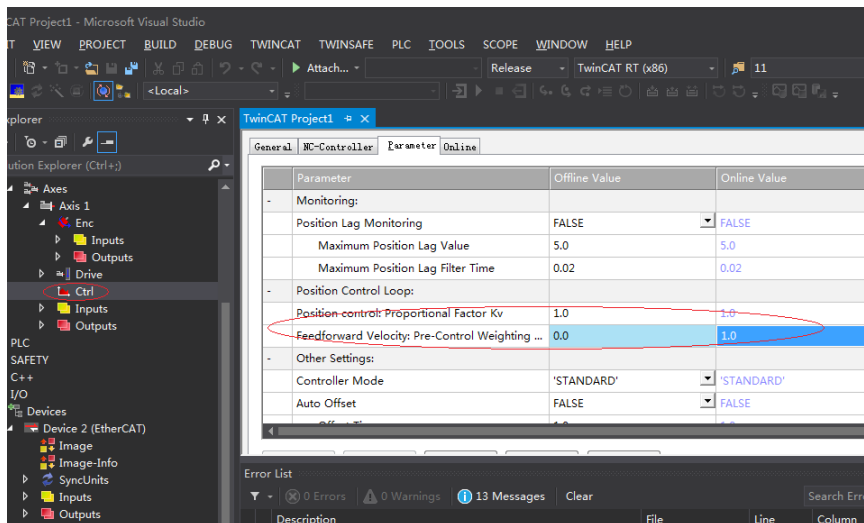 CAT Project1 - Microsoft Visual Studio
IT VIEW PROJECT BUILD DEBUG TWINCAT TWINSAFE PLC TOOLS SCOPE WINDOW HELP
Attach... Release TwinCAT RT (x86) 11
<Local>
xplorer
TwinCAT Project1
General NC-Controller Parameter Online
ution Explorer (Ctrl+;)
Axes
Axis 1
Enc
Inputs
Outputs
Drive
Ctrl
Inputs
Outputs
PLC
SAFETY
C++
I/O
Devices
Device 2 (EtherCAT)
Image
Image-Info
SyncUnits
Inputs
Outputs
Parameter Offline Value Online Value
- Monitoring:
Position Lag Monitoring FALSE FALSE
Maximum Position Lag Value 5.0 5.0
Maximum Position Lag Filter Time 0.02 0.02
- Position Control Loop:
Position control: Proportional Factor Kv 1.0 1.0
Feedforward Velocity: Pre-Control Weighting ... 0.0 1.0
- Other Settings:
Controller Mode 'STANDARD' 'STANDARD'
Auto Offset FALSE FALSE
Error List
0 Errors 0 Warnings 13 Messages Clear Search Erro
Description File Line Column